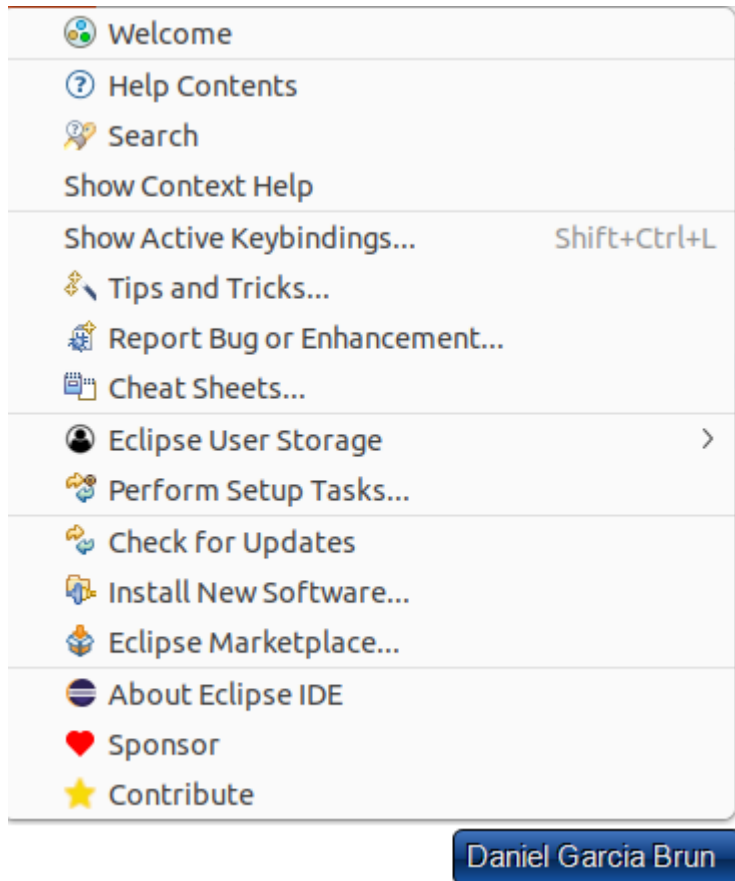 Welcome
Help Contents
Search
Show Context Help
Show Active Keybindings... Shift+Ctrl+L
Tips and Tricks...
Report Bug or Enhancement...
Cheat Sheets...
Eclipse User Storage
Perform Setup Tasks...
Check for Updates
Install New Software...
Eclipse Marketplace...
About Eclipse IDE
Sponsor
Contribute
Daniel Garcia Brun